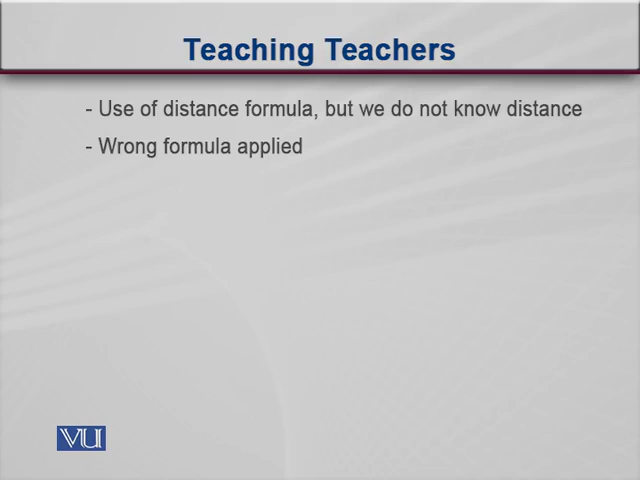 Teaching Teachers
- Use of distance formula, but we do not know distance
- Wrong formula applied
VU